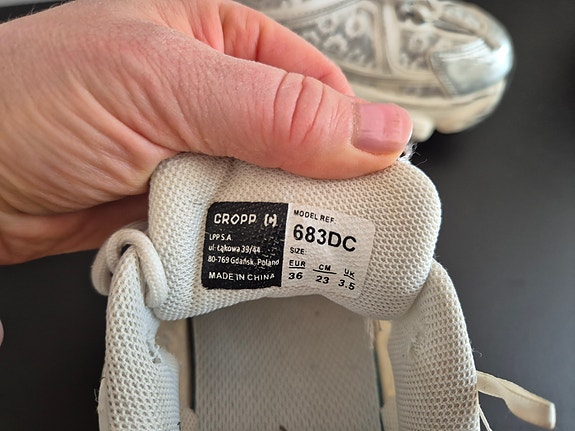 CROPP [•]
LPP S.A.
ul. Łąkowa 39/44
80-769 Gdańsk, Poland
MADE IN CHINA
MODEL REF.
683DC
SIZE:
EUR CM UK
36 23 3.5